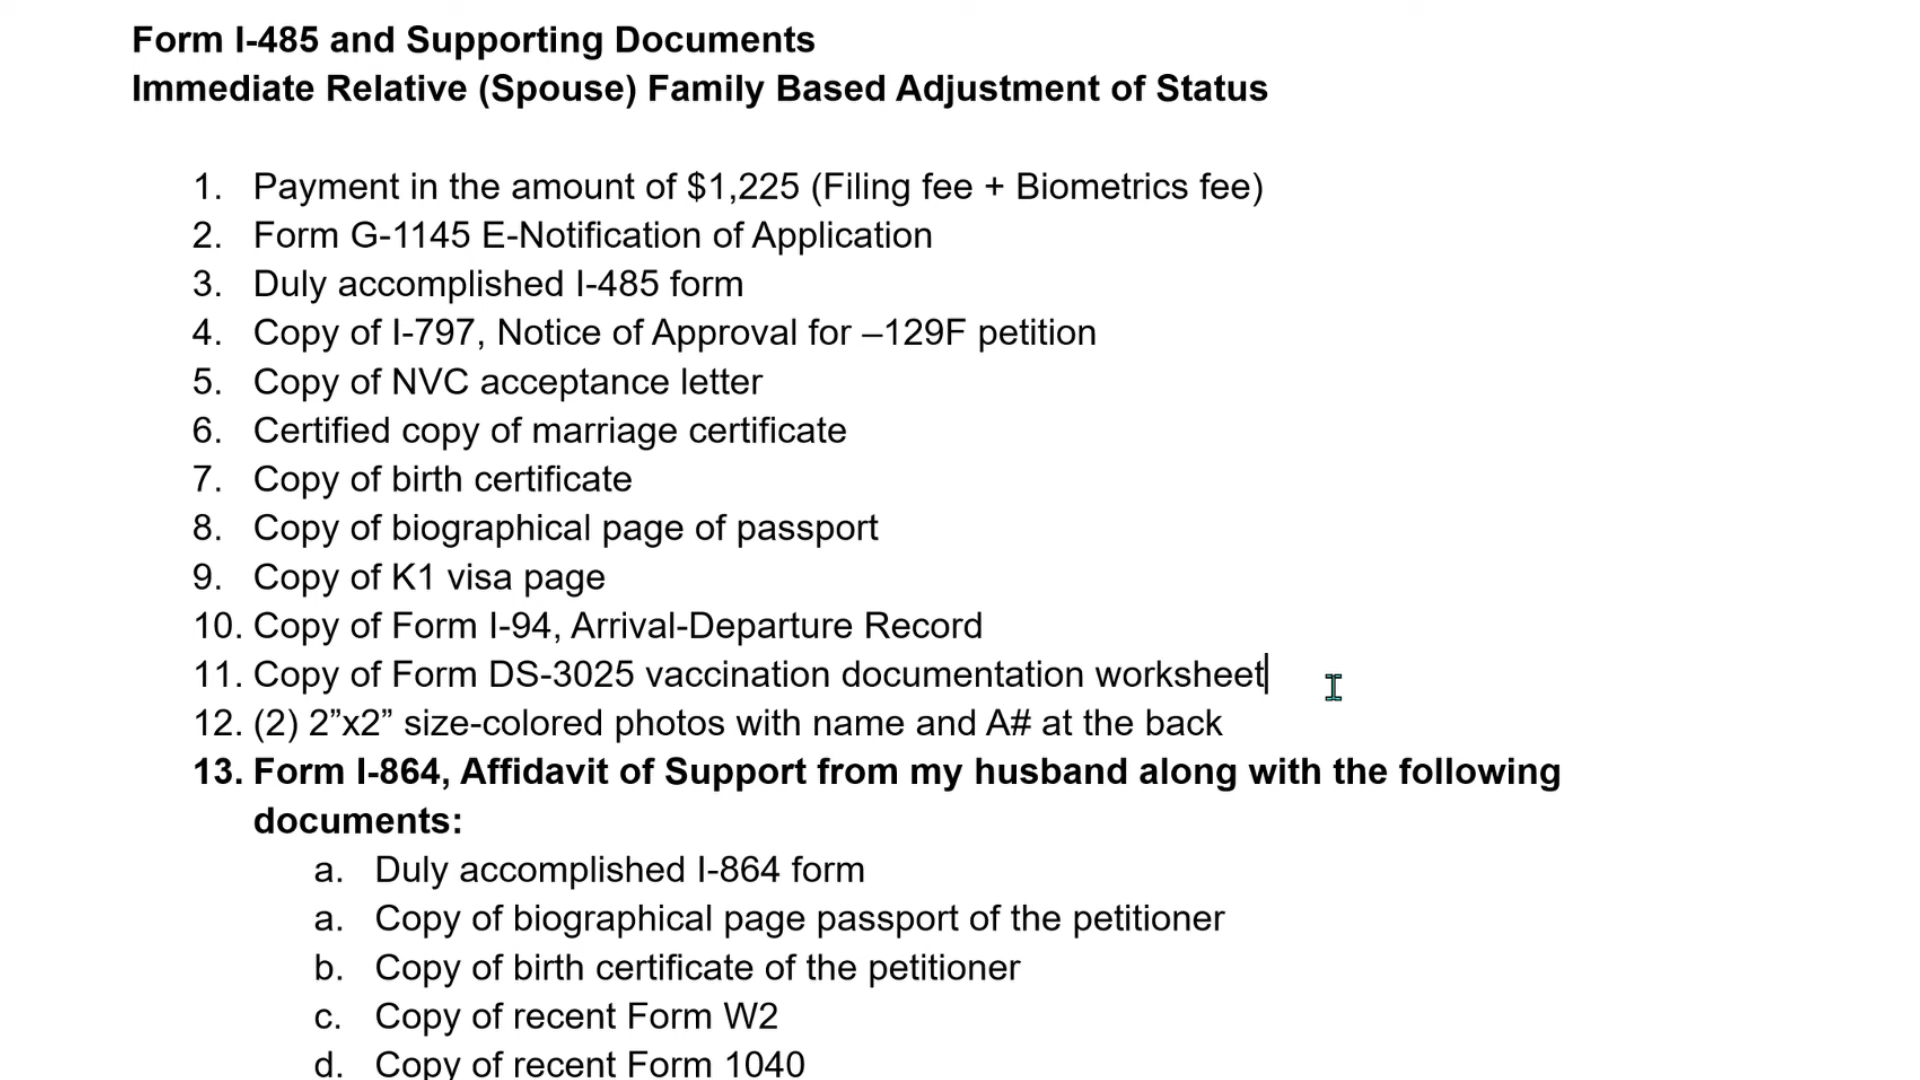 Form I-485 and Supporting Documents
Immediate Relative (Spouse) Family Based Adjustment of Status
1. Payment in the amount of $1,225 (Filing fee + Biometrics fee)
2. Form G-1145 E-Notification of Application
3. Duly accomplished I-485 form
4. Copy of I-797, Notice of Approval for –129F petition
5. Copy of NVC acceptance letter
6. Certified copy of marriage certificate
7. Copy of birth certificate
8. Copy of biographical page of passport
9. Copy of K1 visa page
10. Copy of Form I-94, Arrival-Departure Record
11. Copy of Form DS-3025 vaccination documentation worksheet
12. (2) 2”x2” size-colored photos with name and A# at the back
13. Form I-864, Affidavit of Support from my husband along with the following
documents:
a. Duly accomplished I-864 form
a. Copy of biographical page passport of the petitioner
b. Copy of birth certificate of the petitioner
c. Copy of recent Form W2
d. Copy of recent Form 1040